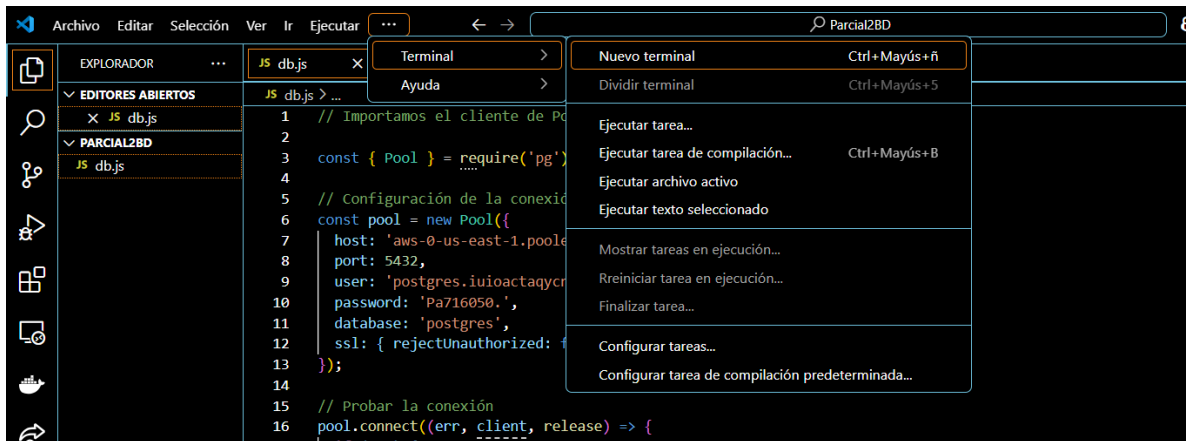 Archivo Editar Selección Ver Ir Ejecutar ... ← → Parcial2BD
EXPLORADOR ...
EDITORES ABIERTOS
JS db.js
PARCIAL2BD
JS db.js
JS db.js
JS db.js > ...
Terminal
Ayuda
Nuevo terminal Ctrl+Mayús+ñ
Dividir terminal Ctrl+Mayús+5
Ejecutar tarea...
Ejecutar tarea de compilación... Ctrl+Mayús+B
Ejecutar archivo activo
Ejecutar texto seleccionado
Mostrar tareas en ejecución...
Rreiniciar tarea en ejecución...
Finalizar tarea...
Configurar tareas...
Configurar tarea de compilación predeterminada...
1 // Importamos el cliente de Po
2
3 const { Pool } = require('pg')
4
5 // Configuración de la conexió
6 const pool = new Pool({
7 host: 'aws-0-us-east-1.poole
8 port: 5432,
9 user: 'postgres.iuioactaqycr
10 password: 'Pa716050.',
11 database: 'postgres',
12 ssl: { rejectUnauthorized: f
13 });
14
15 // Probar la conexión
16 pool.connect((err, client, release) => {